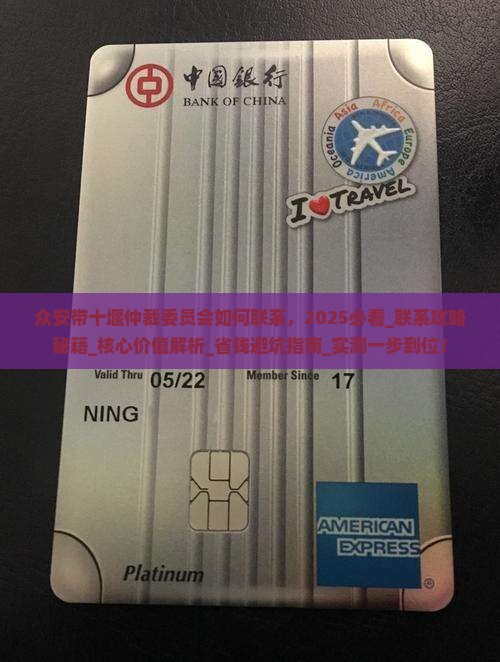 中國銀行
BANK OF CHINA
Asia Africa Europe America Oceania
I❤TRAVEL
众安带十堰仲裁委员会如何联系，2025必看_联系攻略
秘籍_核心价值解析_省钱避坑指南_实测一步到位！
Valid Thru 05/22 Member Since 17
NING
AMERICAN
EXPRESS
®
Platinum